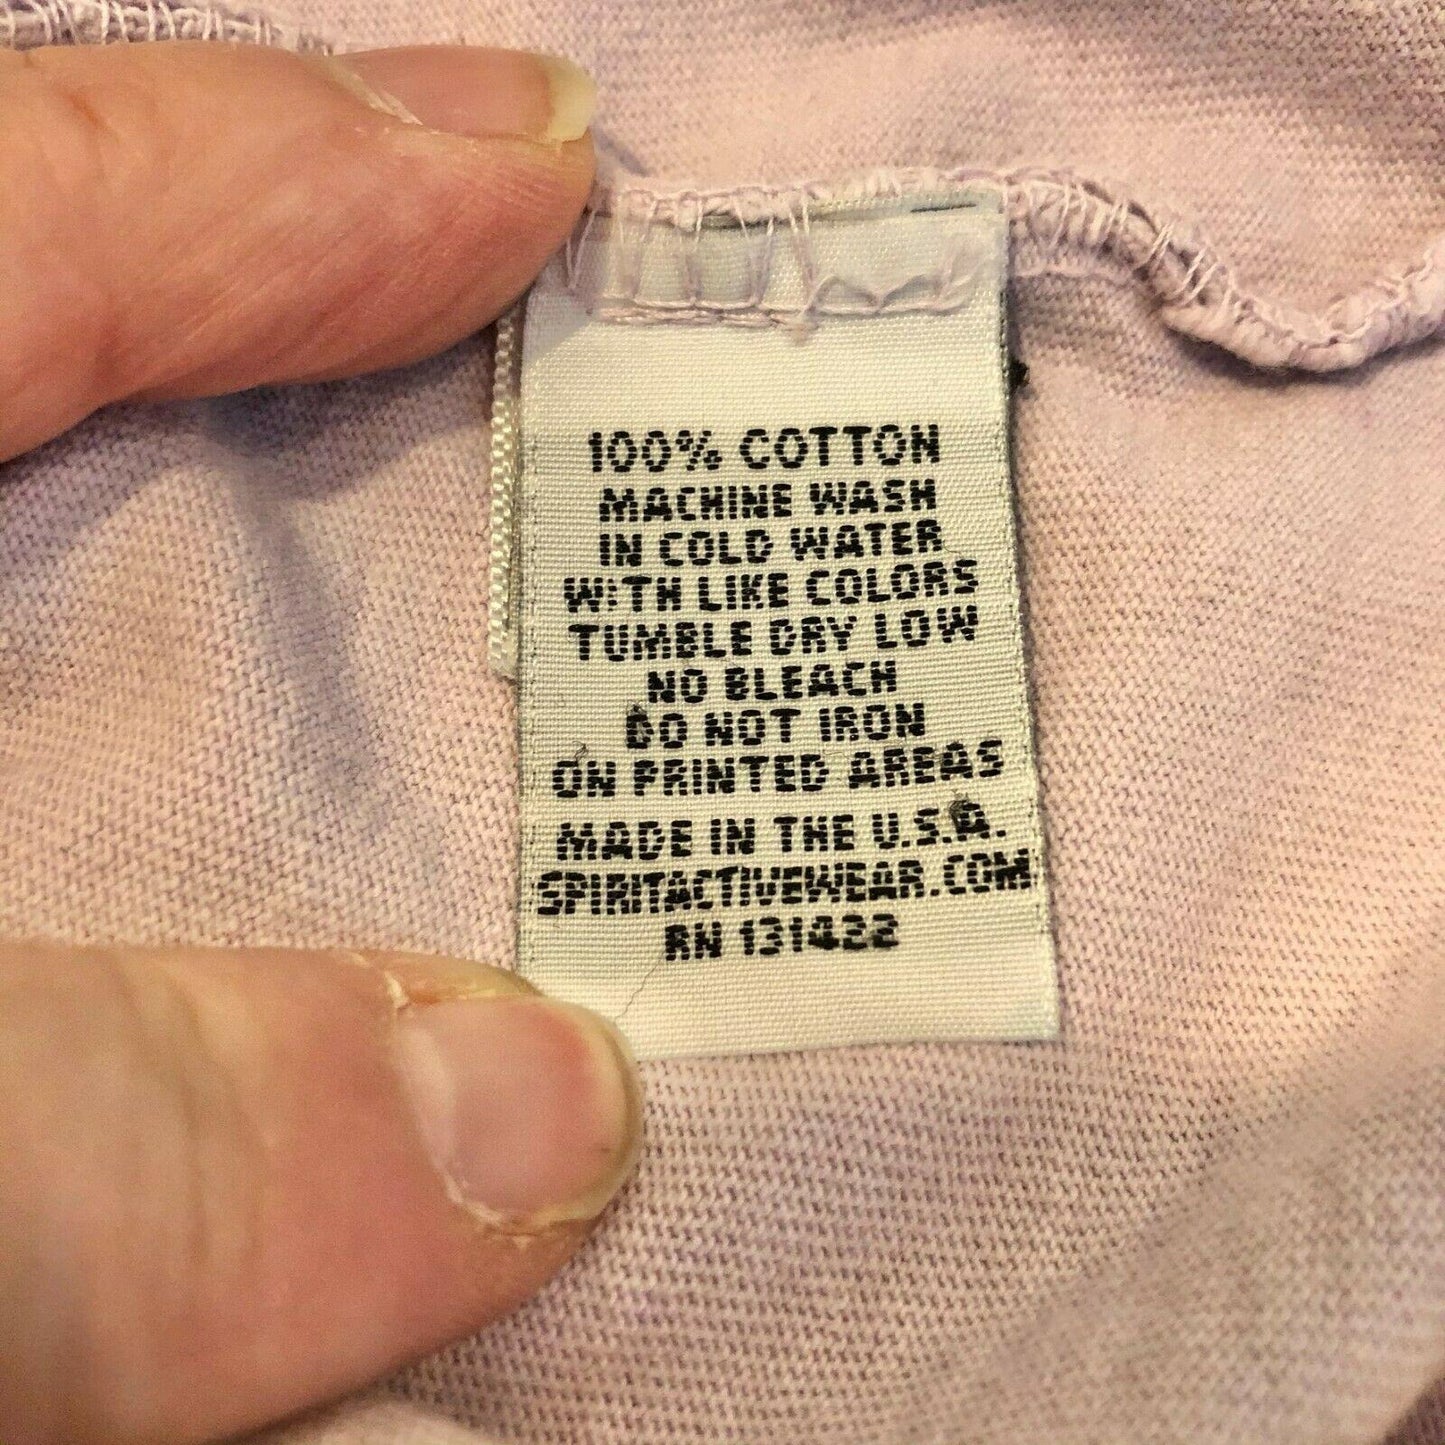 100% COTTON
MACHINE WASH
IN COLD WATER
WITH LIKE COLORS
TUMBLE DRY LOW
NO BLEACH
DO NOT IRON
ON PRINTED AREAS
MADE IN THE U.S.A.
SPIRITACTIVEWEAR.COM
RN 131422